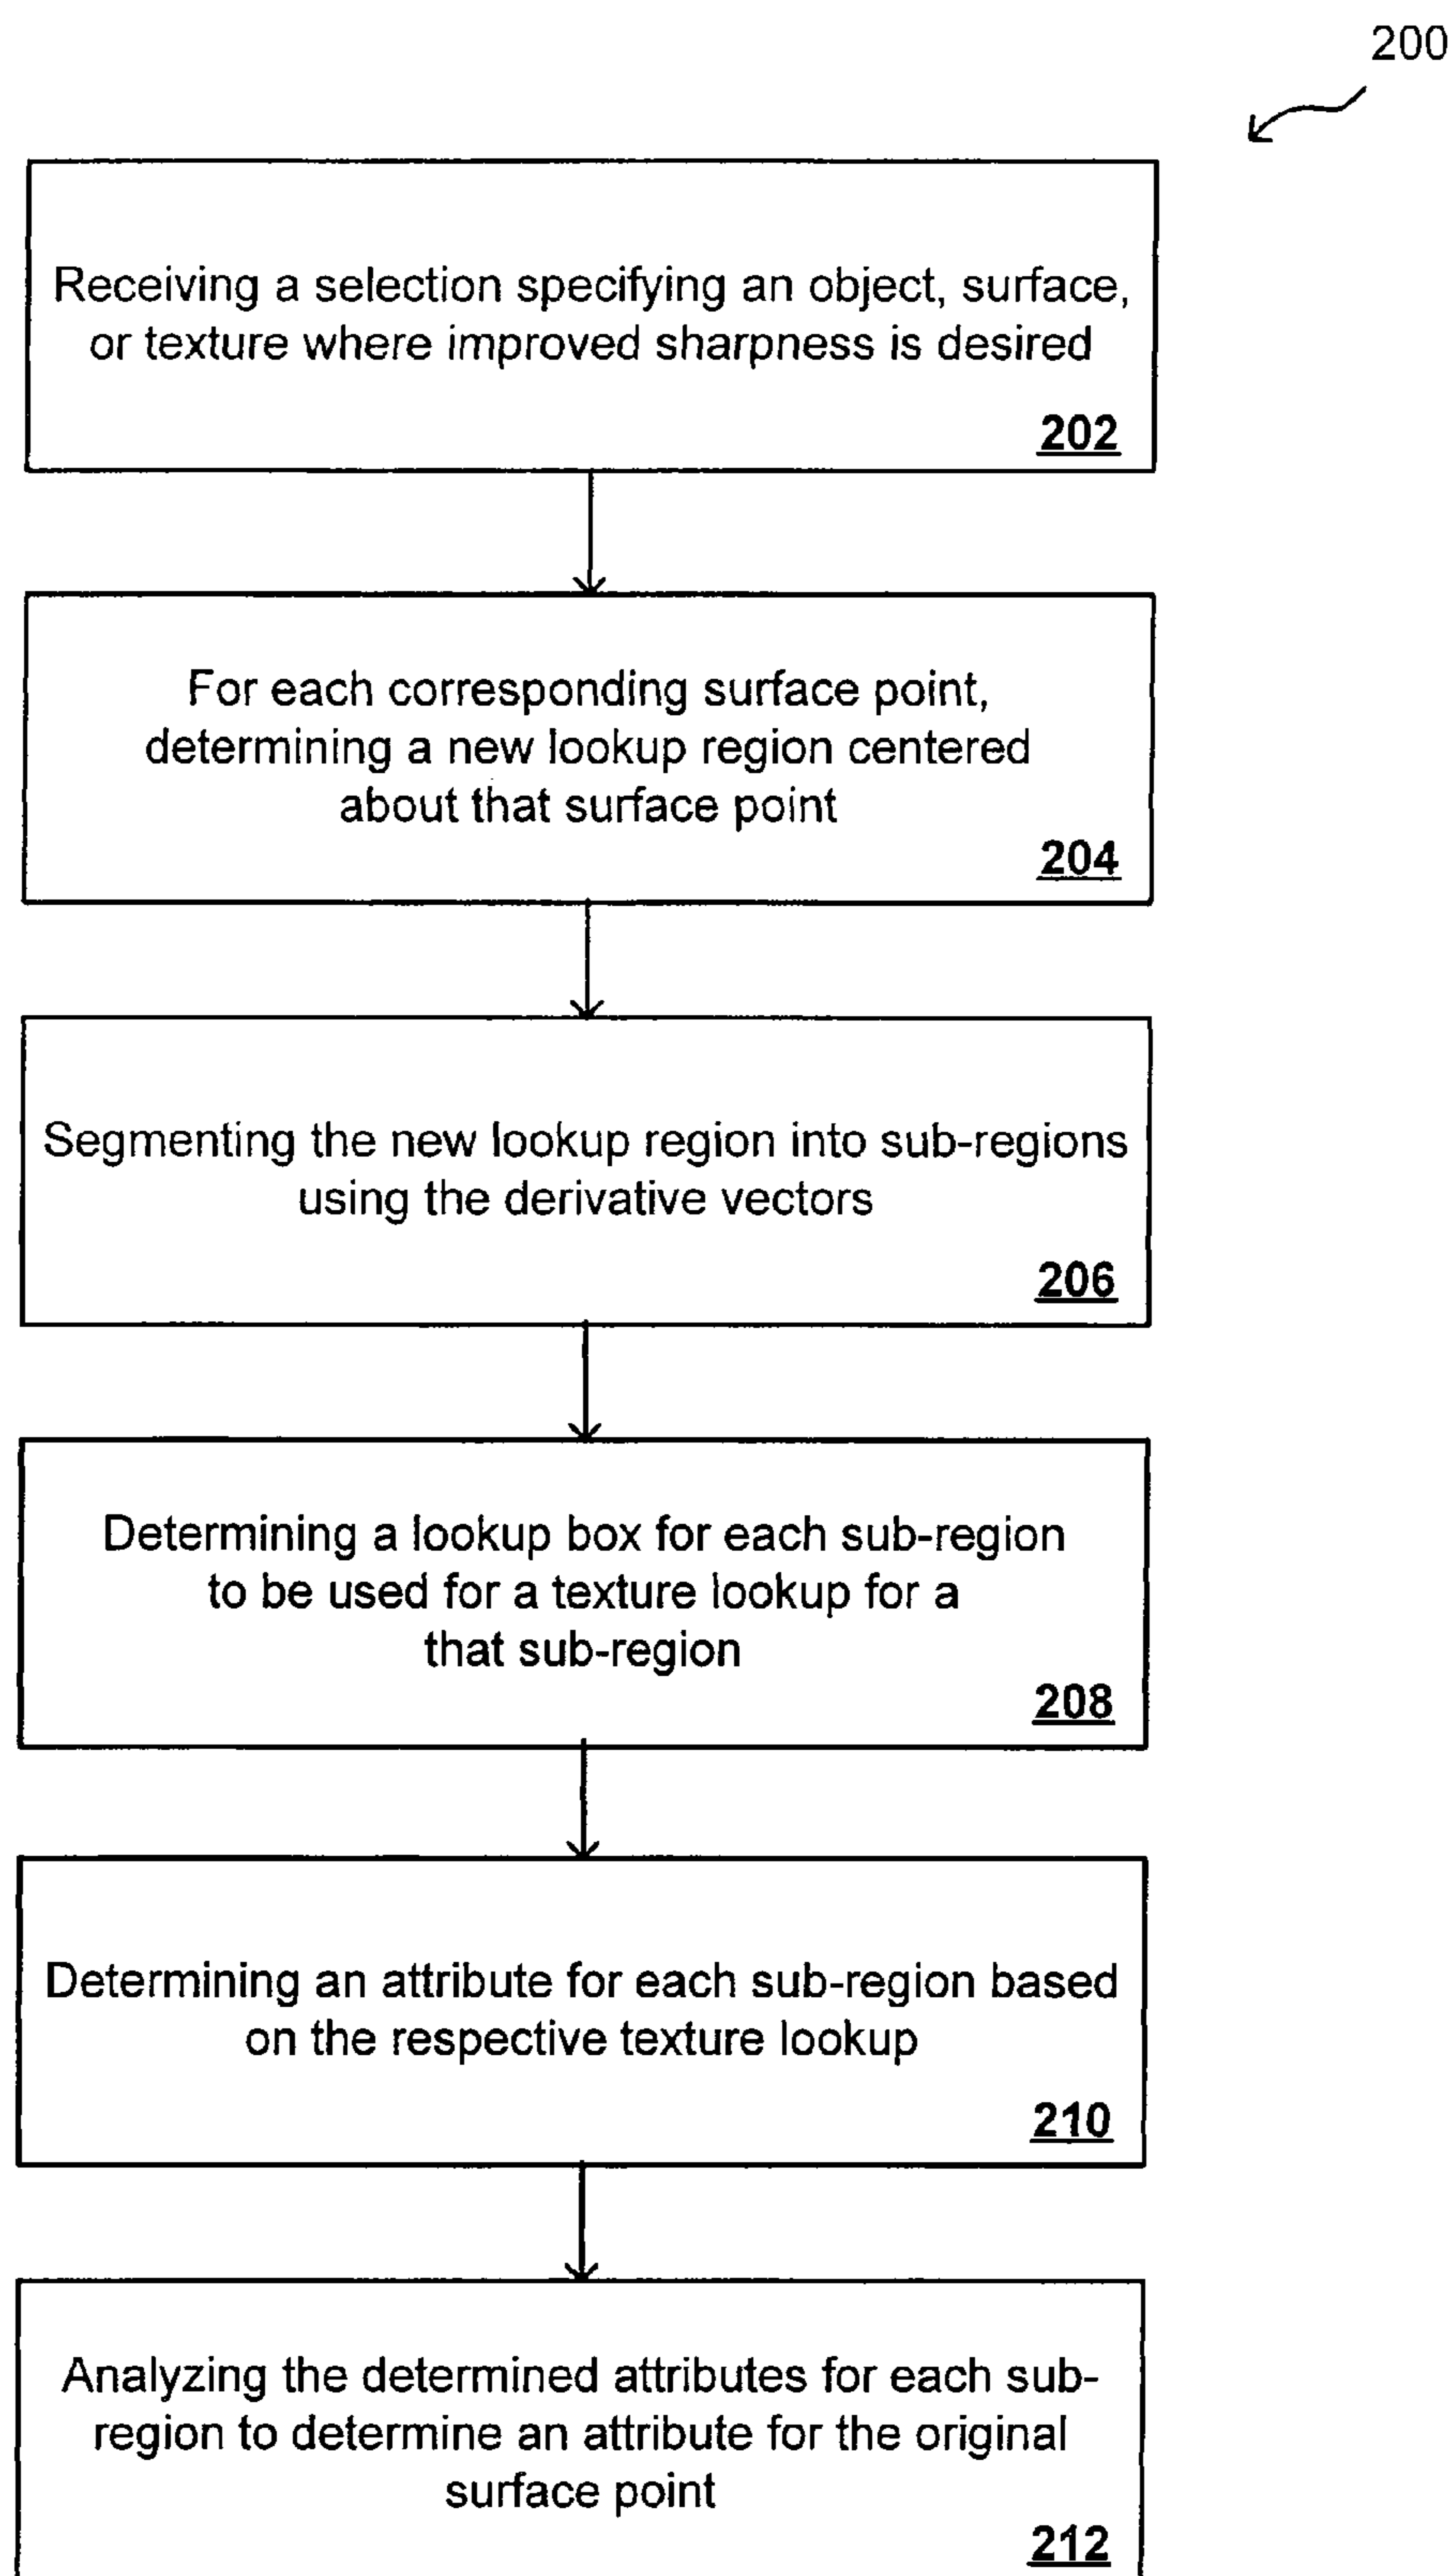 200
Receiving a selection specifying an object, surface,
or texture where improved sharpness is desired
202
For each corresponding surface point,
determining a new lookup region centered
about that surface point
204
Segmenting the new lookup region into sub-regions
using the derivative vectors
206
Determining a lookup box for each sub-region
to be used for a texture lookup for a
that sub-region
208
Determining an attribute for each sub-region based
on the respective texture lookup
210
Analyzing the determined attributes for each sub-
region to determine an attribute for the original
surface point
212